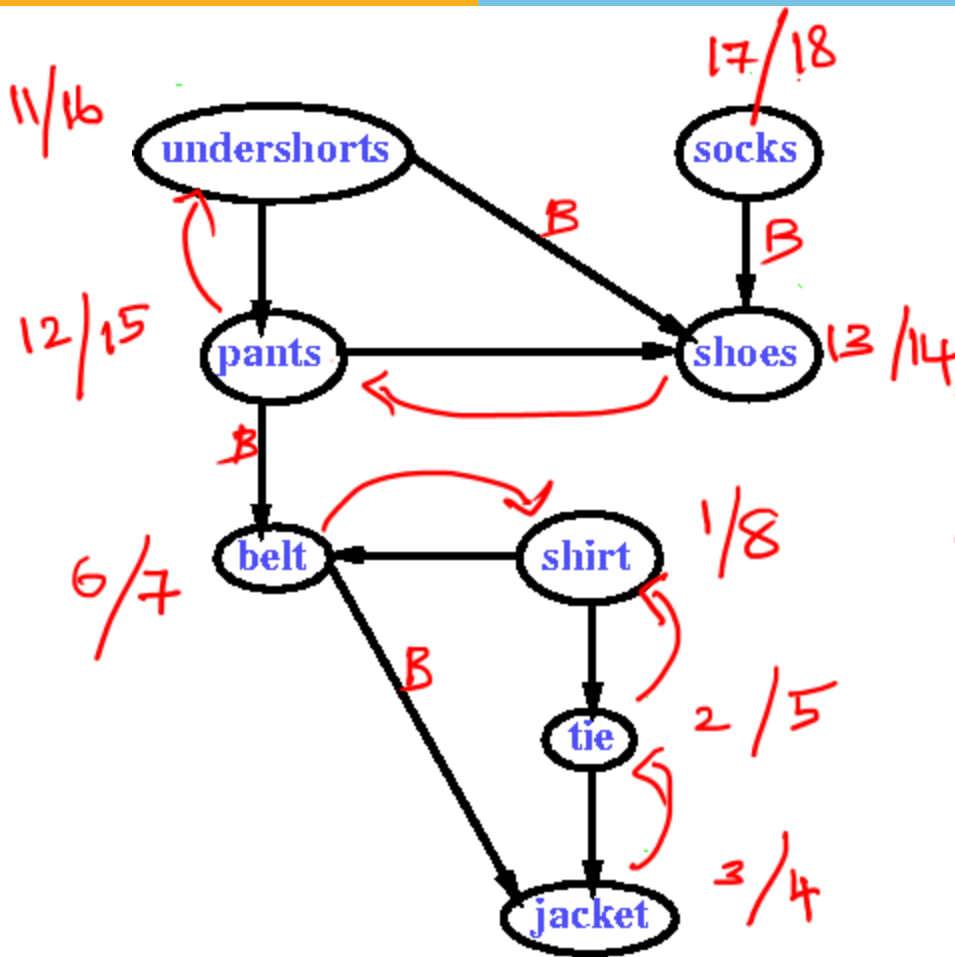 17/18
11/16
undershorts
socks
B
B
12/15
pants
shoes
13/14
B
belt
shirt
1/8
6/7
B
tie
2/5
jacket
3/4